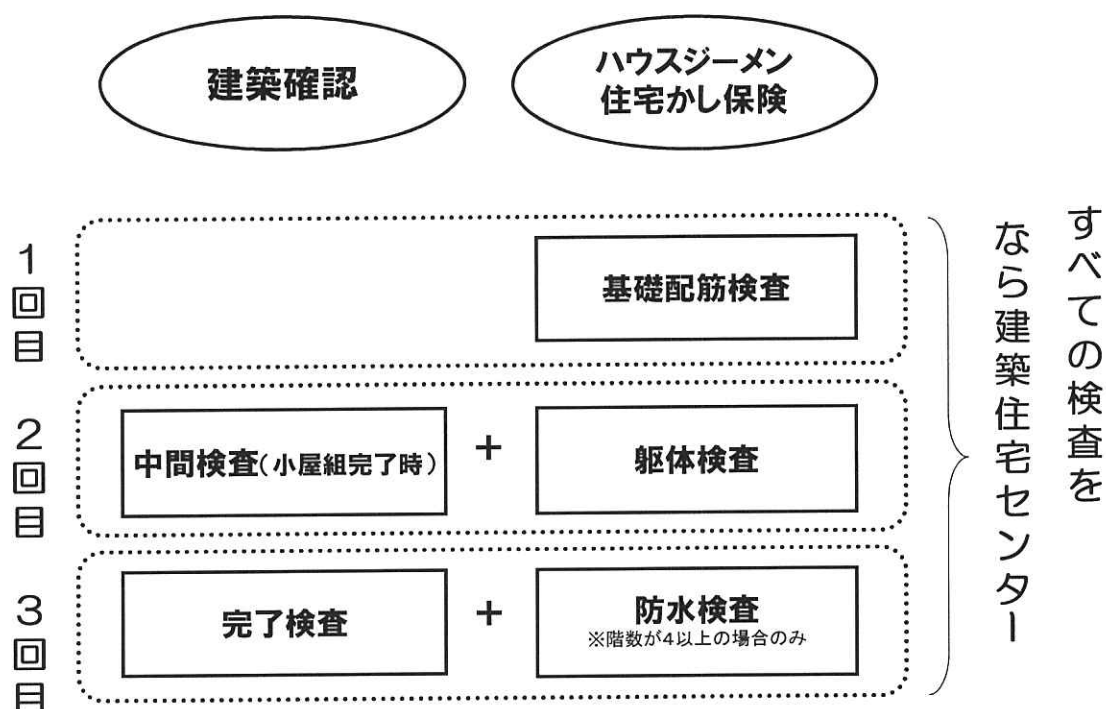 建築確認
ハウスジーメン
住宅かし保険
1回目
基礎配筋検査
2回目
中間検査(小屋組完了時)
+
躯体検査
3回目
完了検査
+
防水検査
※階数が4以上の場合のみ
すべての検査を
なら建築住宅センター